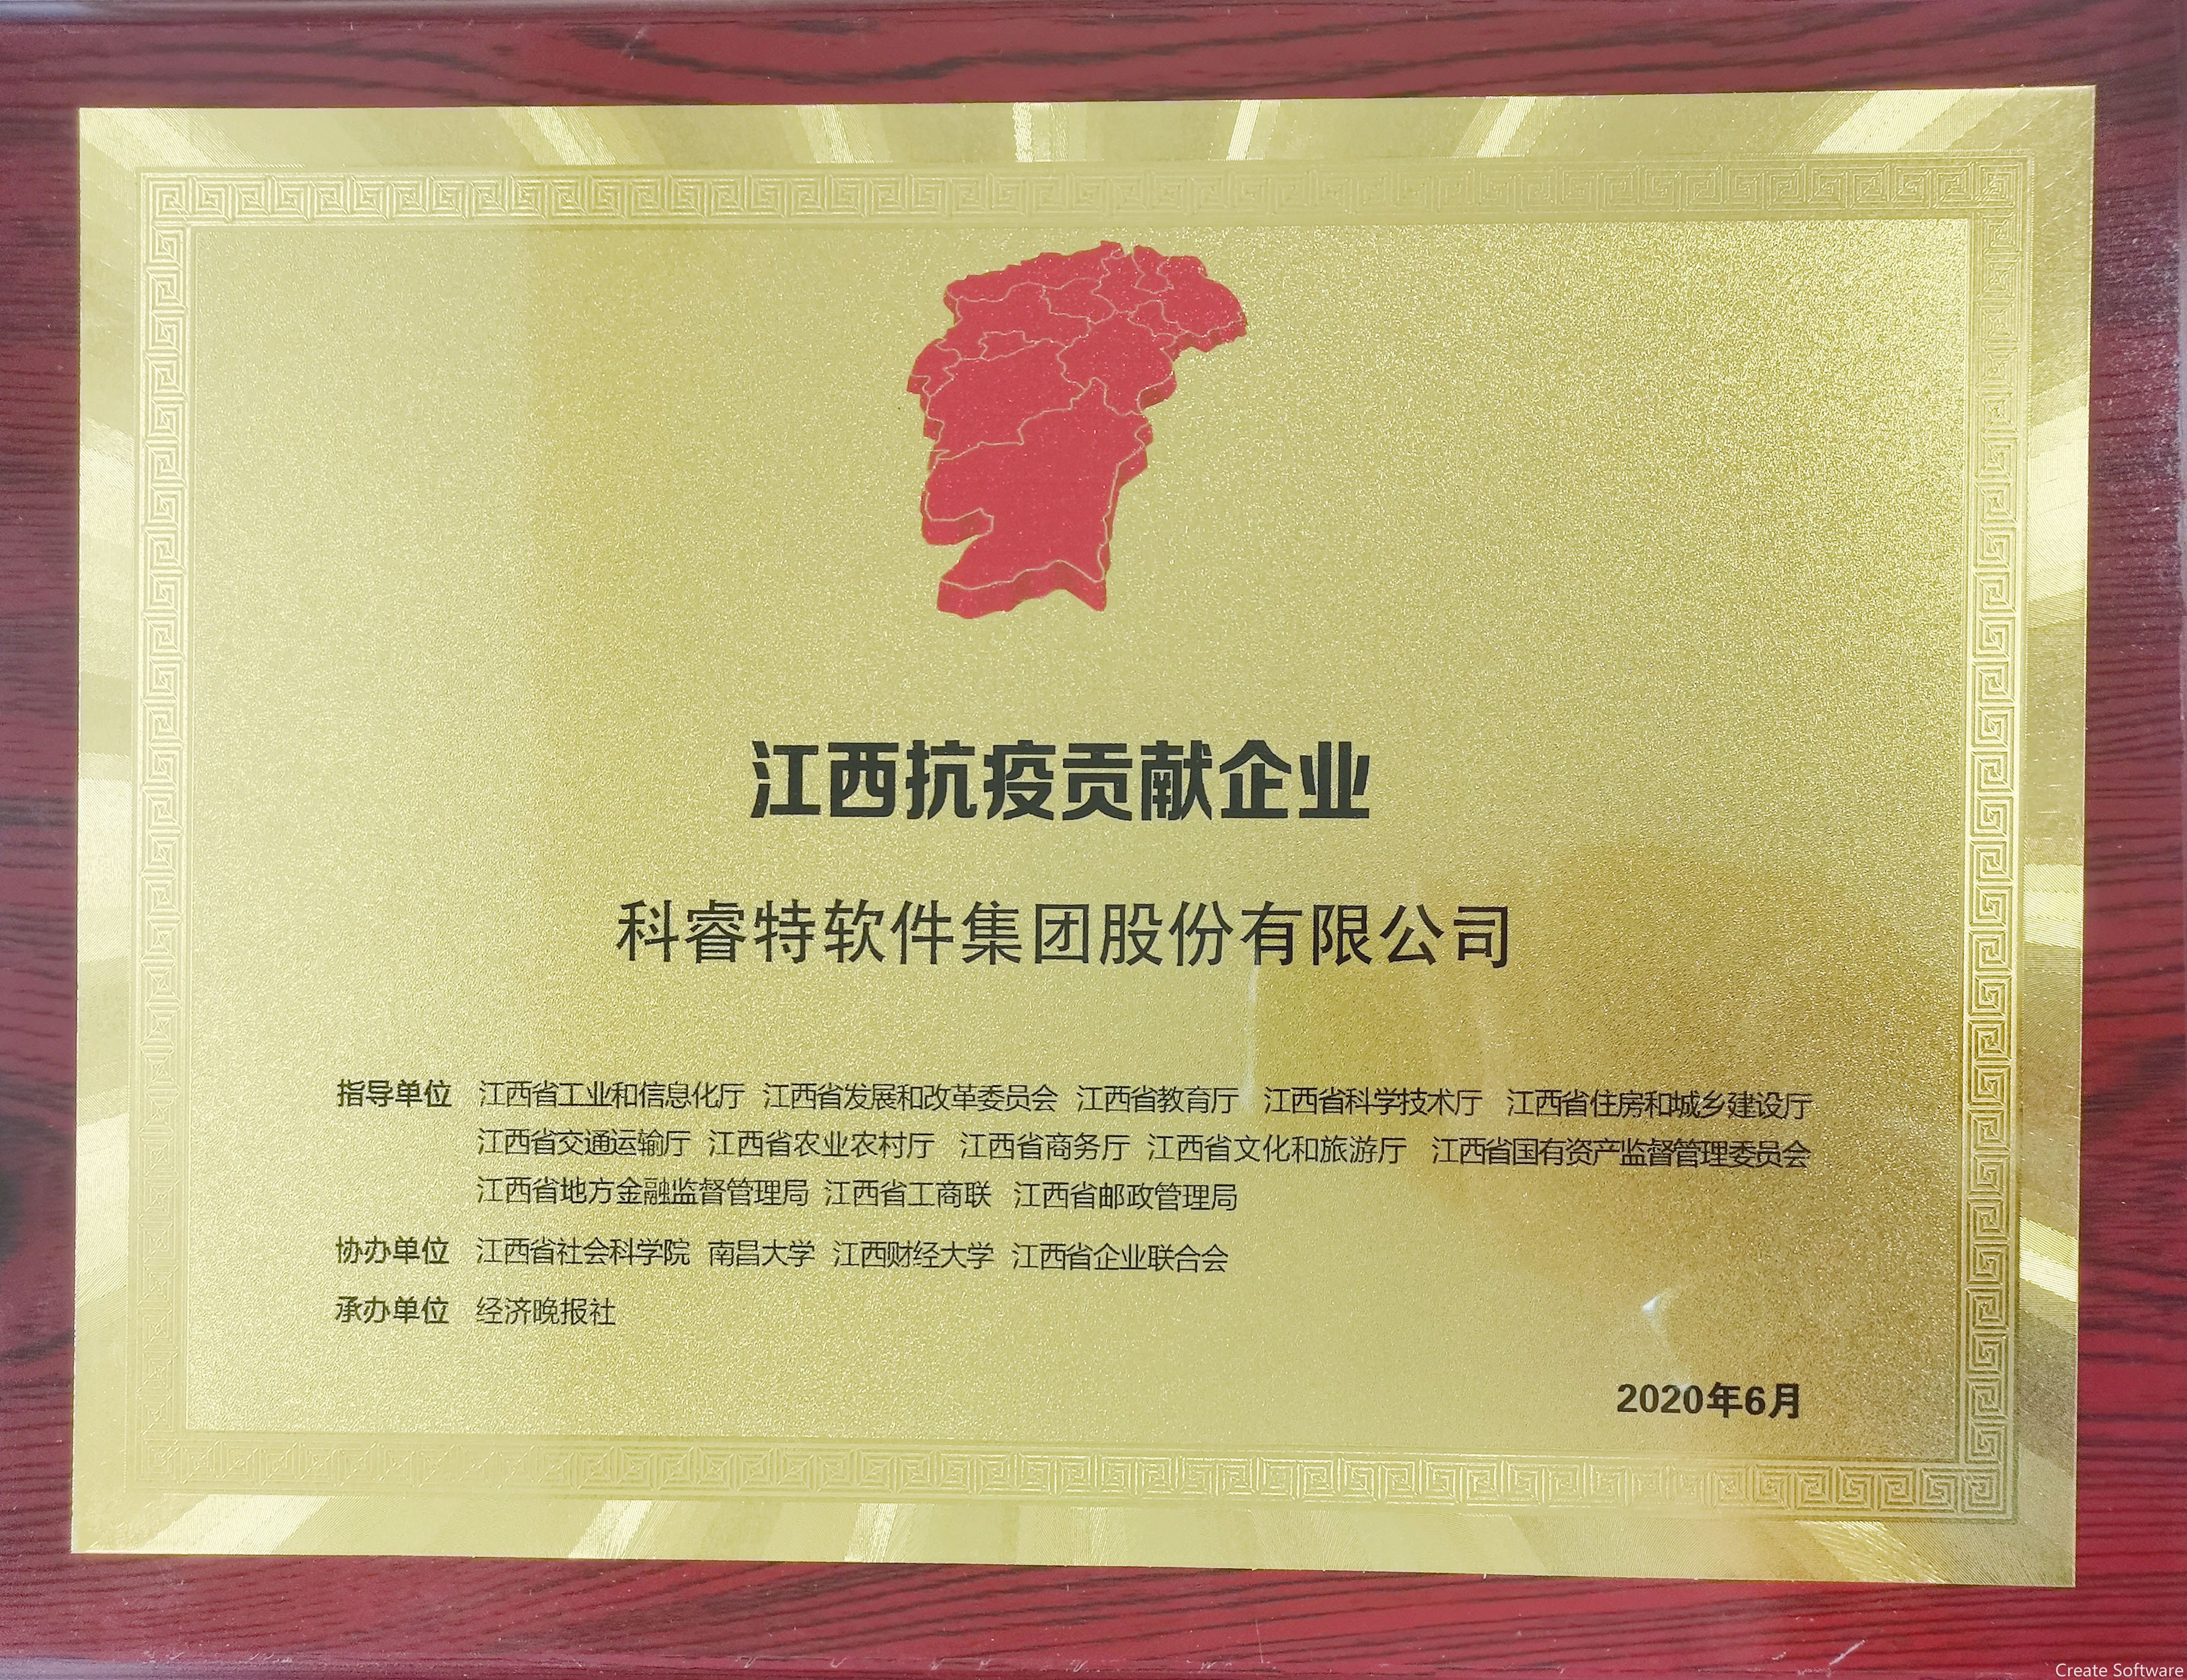 江西抗疫贡献企业
科睿特软件集团股份有限公司
指导单位 江西省工业和信息化厅 江西省发展和改革委员会 江西省教育厅 江西省科学技术厅 江西省住房和城乡建设厅
江西省交通运输厅 江西省农业农村厅 江西省商务厅 江西省文化和旅游厅 江西省国有资产监督管理委员会
江西省地方金融监督管理局 江西省工商联 江西省邮政管理局
协办单位 江西省社会科学院 南昌大学 江西财经大学 江西省企业联合会
承办单位 经济晚报社
2020年6月
Create Software